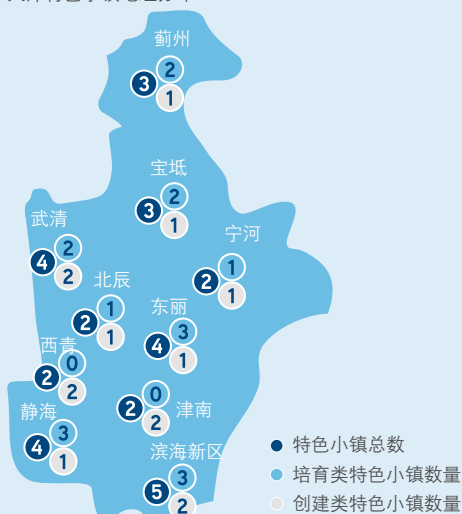 蓟州
2
3
1
宝坻
2
3
1
武清
2
4
2
宁河
1
2
1
北辰
1
2
1
东丽
3
4
1
西青
0
2
2
津南
0
2
2
静海
3
4
1
滨海新区
3
5
2
特色小镇总数
培育类特色小镇数量
创建类特色小镇数量